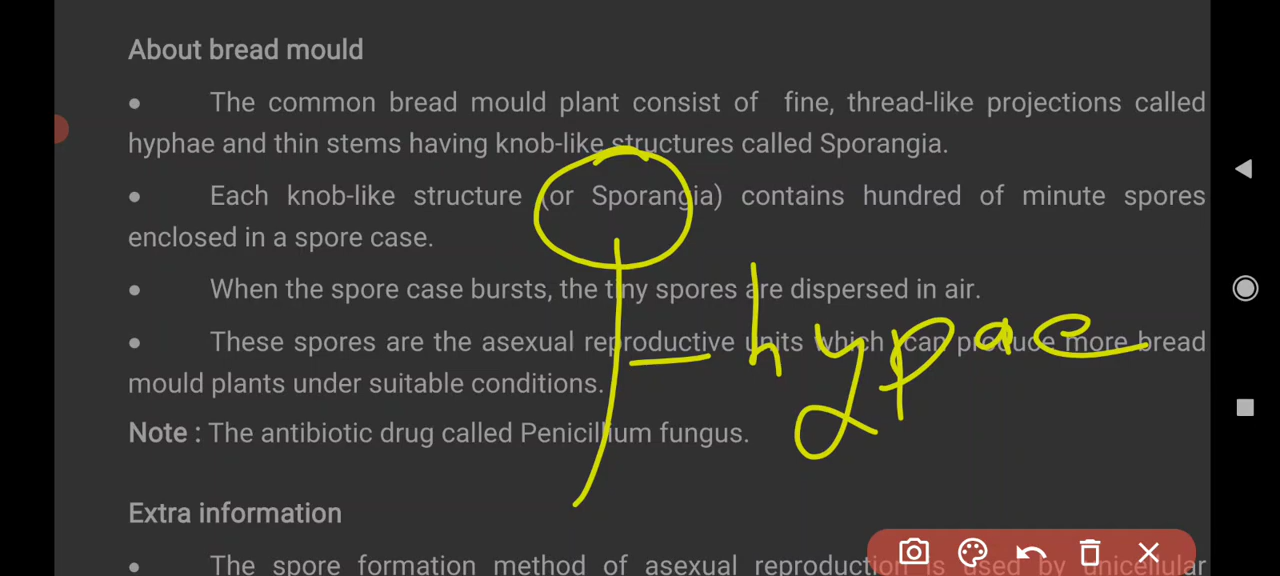 About bread mould
● The common bread mould plant consist of fine, thread-like projections called
hyphae and thin stems having knob-like structures called Sporangia.
● Each knob-like structure (or Sporangia) contains hundred of minute spores
enclosed in a spore case.
● When the spore case bursts, the tiny spores are dispersed in air.
● These spores are the asexual reproductive units which can produce more bread
mould plants under suitable conditions.
hypae
Note : The antibiotic drug called Penicillium fungus.
Extra information
● The spore formation method of asexual reproduction is used by unicellular